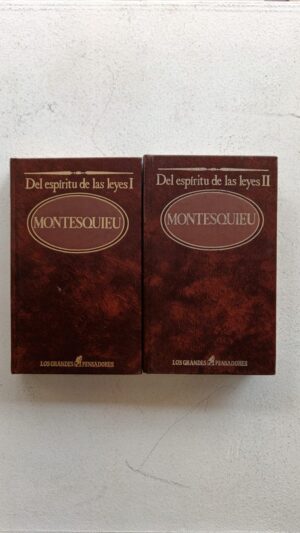 Del espíritu de las leyes I
MONTESQUIEU
LOS GRANDES PENSADORES
Del espíritu de las leyes II
MONTESQUIEU
LOS GRANDES PENSADORES